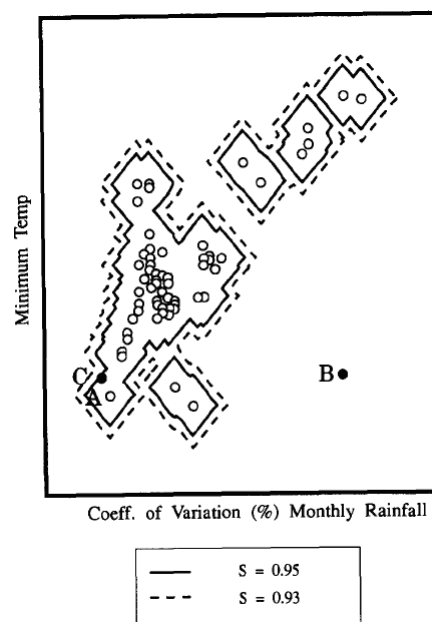 Minimum Temp
C
A
B
Coeff. of Variation (%) Monthly Rainfall
S = 0.95
S = 0.93